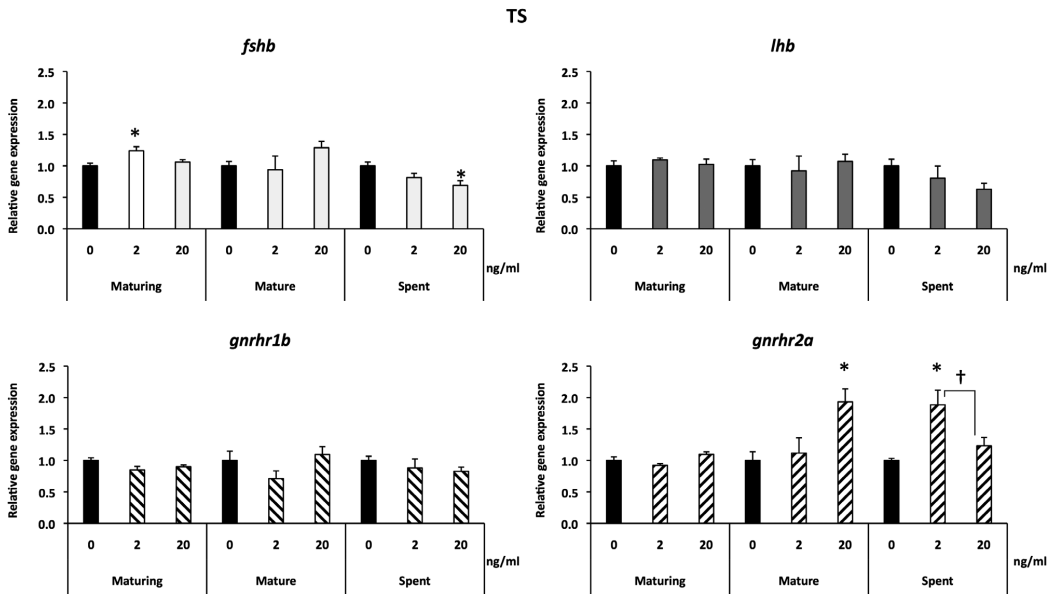 TS
fshb
2.5
2.0
1.5
1.0
0.5
0.0
Relative gene expression
*
*
0 2 20 0 2 20 0 2 20
ng/ml
Maturing Mature Spent
lhb
2.5
2.0
1.5
1.0
0.5
0.0
Relative gene expression
0 2 20 0 2 20 0 2 20
ng/ml
Maturing Mature Spent
gnrhr1b
2.5
2.0
1.5
1.0
0.5
0.0
Relative gene expression
0 2 20 0 2 20 0 2 20
ng/ml
Maturing Mature Spent
gnrhr2a
2.5
2.0
1.5
1.0
0.5
0.0
Relative gene expression
* * †
0 2 20 0 2 20 0 2 20
ng/ml
Maturing Mature Spent